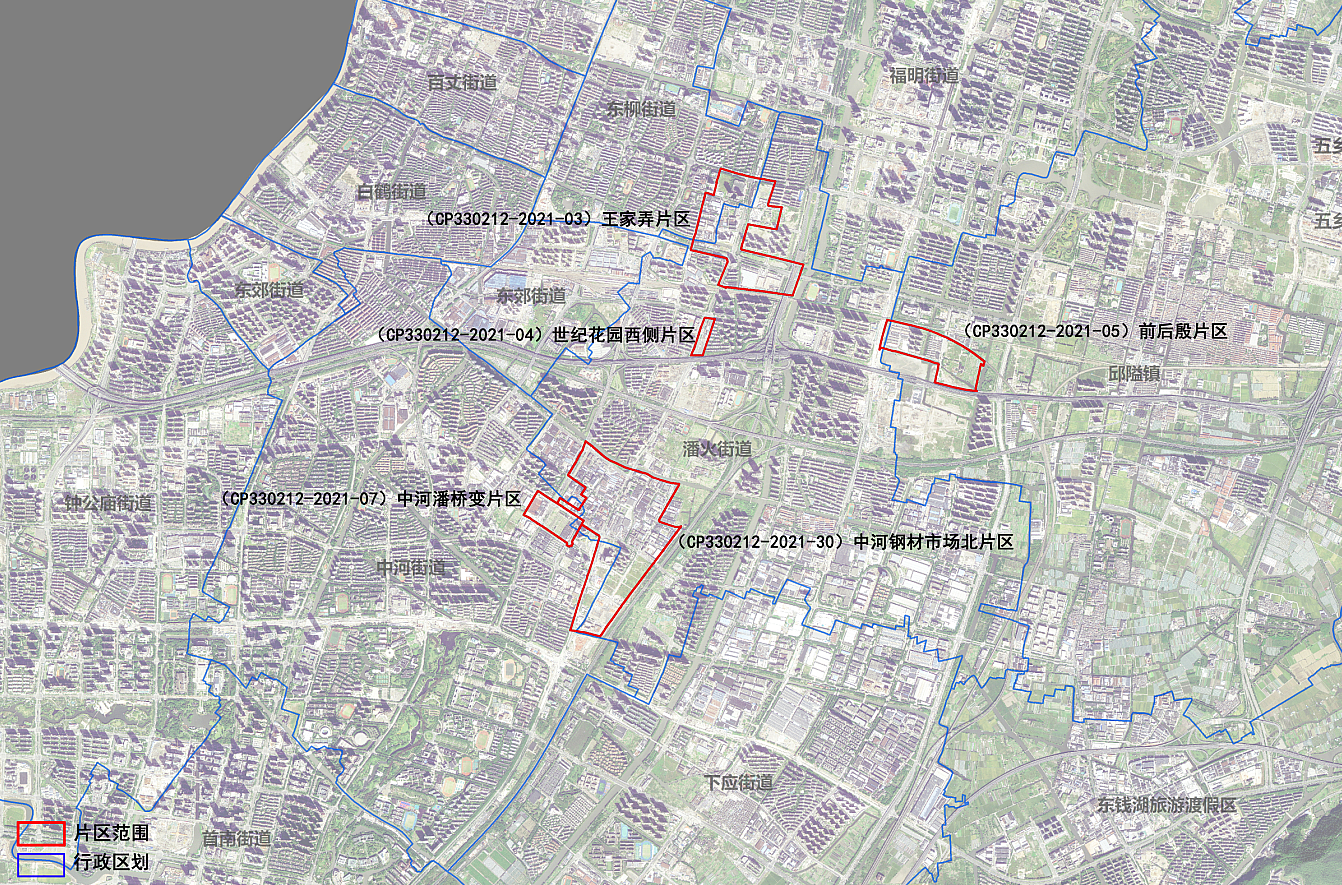 福明街道
百丈街道
东柳街道
五乡
白鹤街道
（CP330212-2021-03）王家弄片区
五乡
东郊街道
东郊街道
（CP330212-2021-04）世纪花园西侧片区
（CP330212-2021-05）前后殷片区
邱隘镇
潘火街道
（CP330212-2021-07）中河潘桥变片区
钟公庙街道
（CP330212-2021-30）中河钢材市场北片区
中河街道
下应街道
东钱湖旅游渡假区
片区范围
首南街道
行政区划